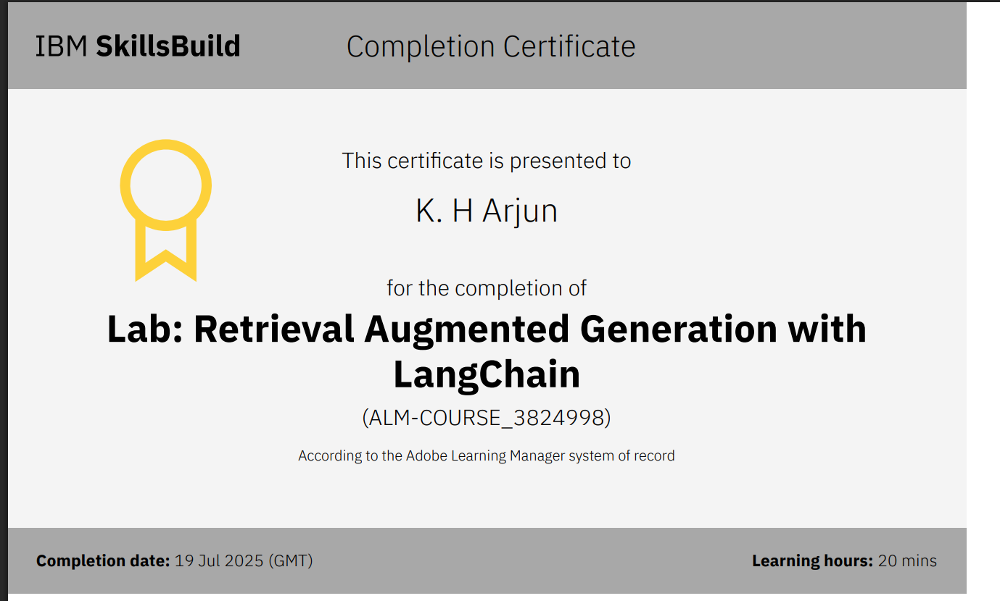 IBM SkillsBuild
Completion Certificate
This certificate is presented to
K. H Arjun
for the completion of
Lab: Retrieval Augmented Generation with
LangChain
(ALM-COURSE_3824998)
According to the Adobe Learning Manager system of record
Completion date: 19 Jul 2025 (GMT)
Learning hours: 20 mins